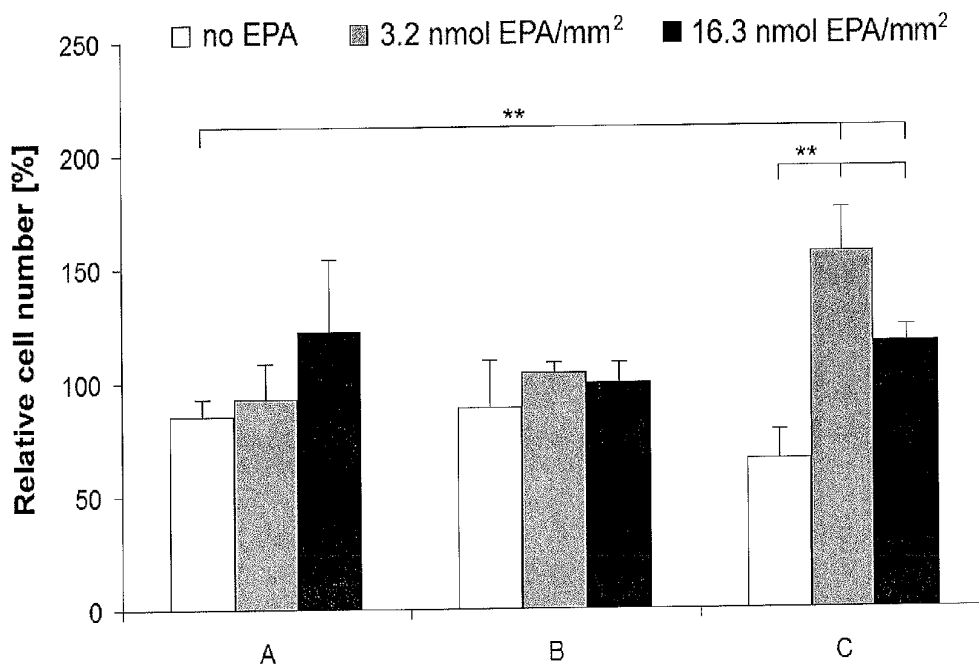 no EPA 3.2 nmol EPA/mm² 16.3 nmol EPA/mm²
250
200
150
100
50
0
Relative cell number [%]
**
**
A B C